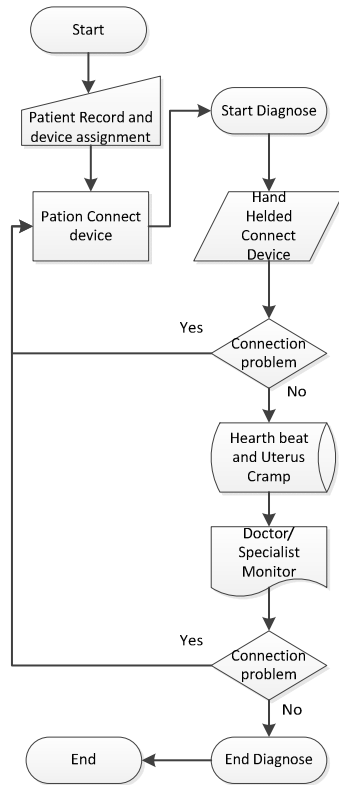 Start
Patient Record and
device assignment
Pation Connect
device
Start Diagnose
Hand
Helded
Connect
Device
Yes
Connection
problem
No
Hearth beat
and Uterus
Cramp
Doctor/
Specialist
Monitor
Yes
Connection
problem
No
End
End Diagnose